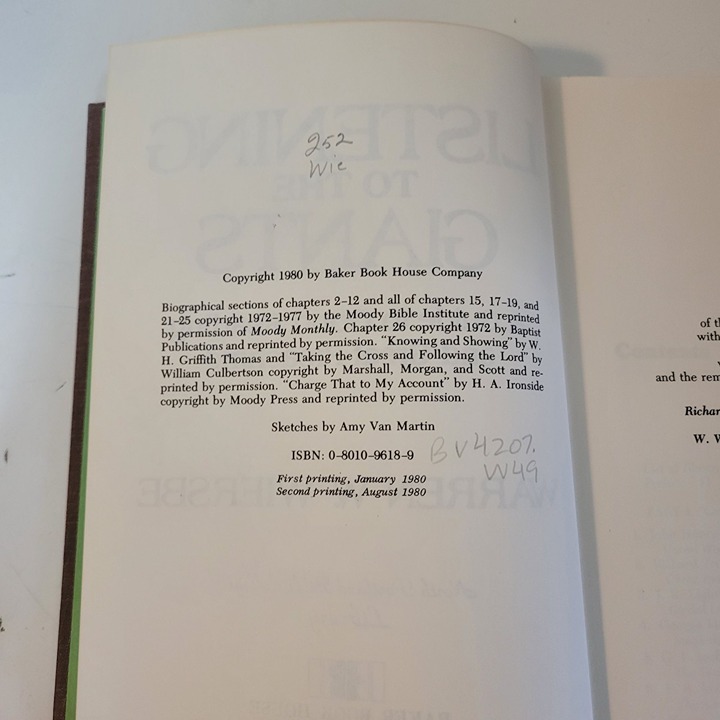 252
Wie
Copyright 1980 by Baker Book House Company
Biographical sections of chapters 2–12 and all of chapters 15, 17–19, and
21–25 copyright 1972–1977 by the Moody Bible Institute and reprinted
by permission of Moody Monthly. Chapter 26 copyright 1972 by Baptist
Publications and reprinted by permission. “Knowing and Showing” by W.
H. Griffith Thomas and “Taking the Cross and Following the Lord” by
William Culbertson copyright by Marshall, Morgan, and Scott and re-
printed by permission. “Charge That to My Account” by H. A. Ironside
copyright by Moody Press and reprinted by permission.
Sketches by Amy Van Martin
ISBN: 0–8010–9618–9
BV4207.
W49
First printing, January 1980
Second printing, August 1980
LISTENING
TO THE
GIANTS
of th
with
and the rem
Richar
W. W